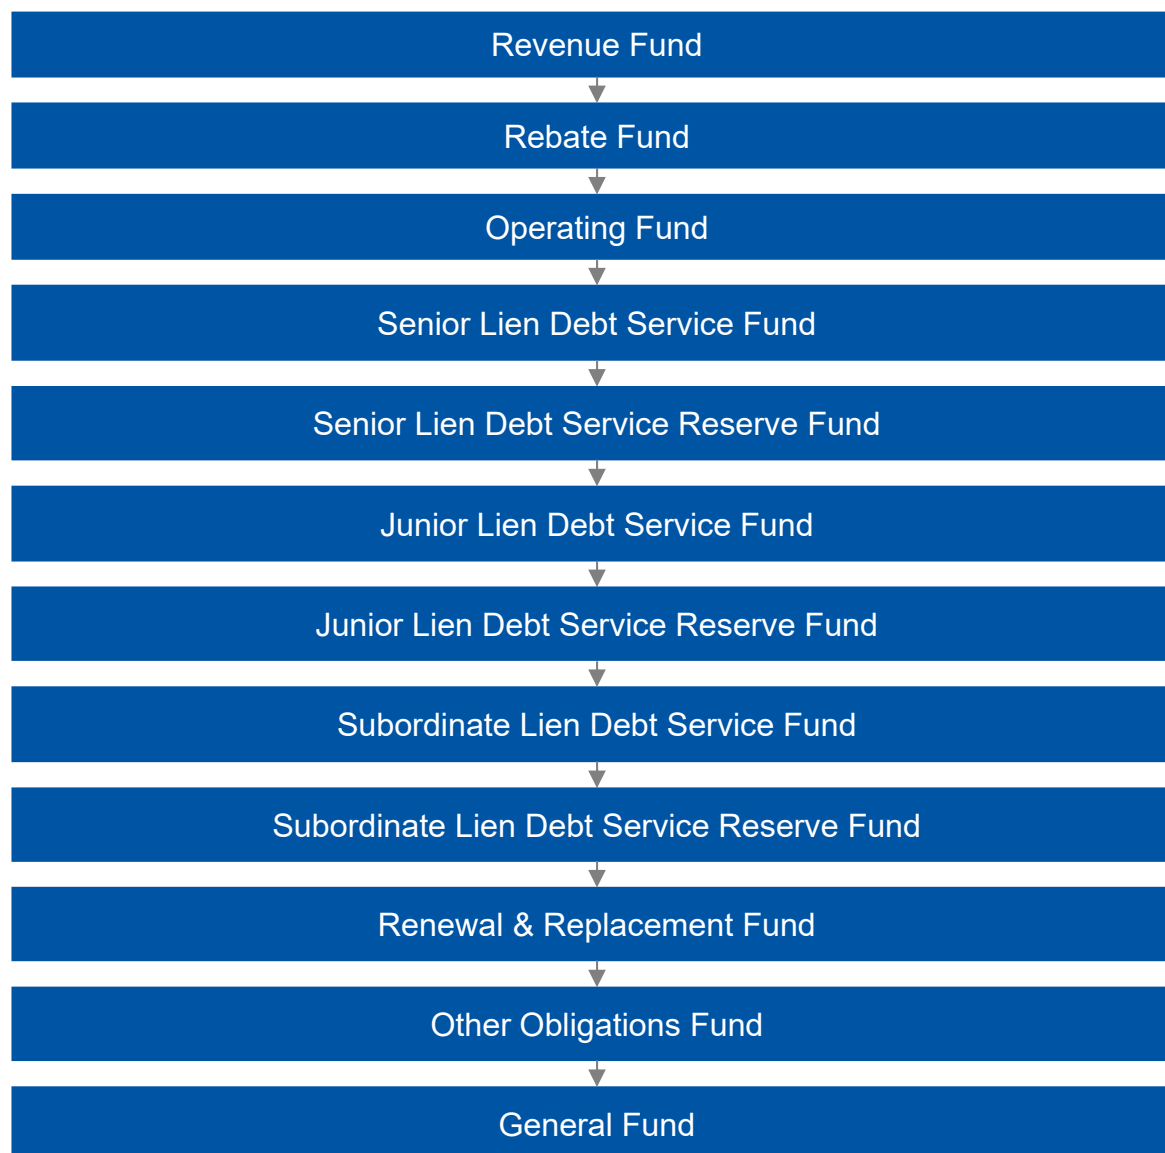 Revenue Fund
Rebate Fund
Operating Fund
Senior Lien Debt Service Fund
Senior Lien Debt Service Reserve Fund
Junior Lien Debt Service Fund
Junior Lien Debt Service Reserve Fund
Subordinate Lien Debt Service Fund
Subordinate Lien Debt Service Reserve Fund
Renewal & Replacement Fund
Other Obligations Fund
General Fund